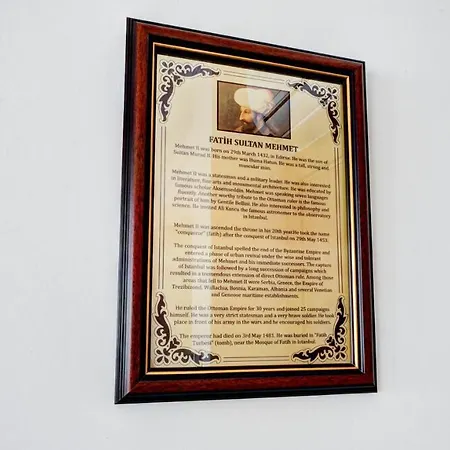 FATİH SULTAN MEHMET
Mehmet II was born on 29th March 1432, in Edirne. He was the son of
Sultan Murad II. His mother was Huma Hatun. He was a tall, strong and
muscular man.
Mehmet II was a statesman and a military leader. He was also interested
in literature, fine arts and monumental architecture. He was educated by
famous scholar Aksemseddin. Mehmet was speaking seven languages
fluently. Another worthy tribute to the Ottoman ruler is the famous
portrait of him by Gentile Bellini. He also interested in philosophy and
science. He invited Ali Kuscu the famous astronomer to the observatory
in Istanbul.
Mehmet II was ascended the throne in his 20th year. He took the name
"conqueror" (fatih) after the conquest of Istanbul on 29th May 1453.
The conquest of Istanbul spelled the end of the Byzantine Empire and
entered a phase of urban revival under the wise and tolerant
administrations of Mehmet and his immediate successors. The capture
of Istanbul was followed by a long succession of campaigns which
resulted in a tremendous extension of direct Ottoman rule. Among those
areas that fell to Mehmet II were Serbia, Greece, the Empire of
Trezibizond, Wallachia, Bosnia, Karaman, Albania and several Venetian
and Genoese maritime establishments.
He ruled the Ottoman Empire for 30 years and joined 25 campaigns
himself. He was a very strict statesman and a very brave soldier. He took
place in front of his army in the wars and he encouraged his soldiers.
The emperor had died on 3rd May 1481. He was buried in "Fatih
Turbesi" (tomb), near the Mosque of Fatih in Istanbul.